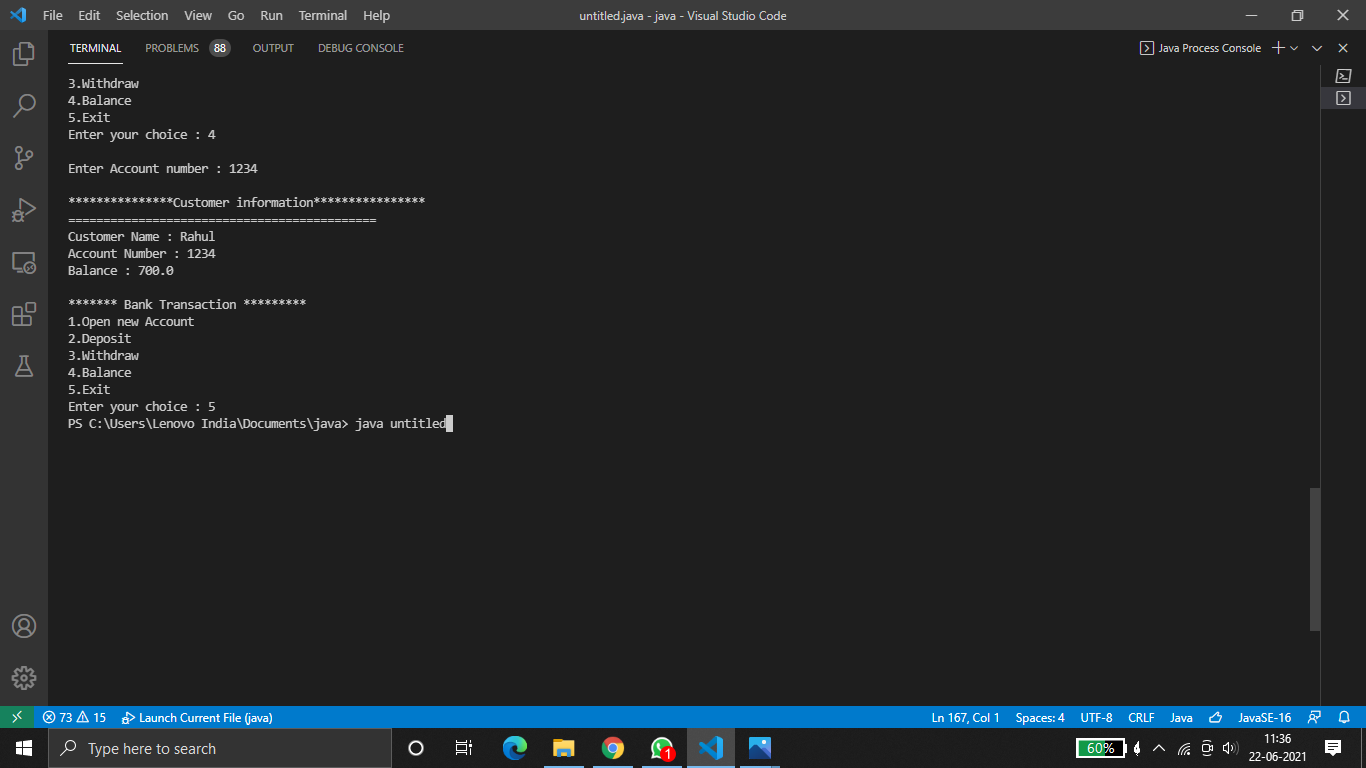 File Edit Selection View Go Run Terminal Help untitled.java - java - Visual Studio Code
TERMINAL PROBLEMS 88 OUTPUT DEBUG CONSOLE Java Process Console
3.Withdraw
4.Balance
5.Exit
Enter your choice : 4
Enter Account number : 1234
***************Customer information****************
============================================
Customer Name : Rahul
Account Number : 1234
Balance : 700.0
******* Bank Transaction *********
1.Open new Account
2.Deposit
3.Withdraw
4.Balance
5.Exit
Enter your choice : 5
PS C:\Users\Lenovo India\Documents\java> java untitled
73 15 Launch Current File (java) Ln 167, Col 1 Spaces: 4 UTF-8 CRLF Java JavaSE-16
Type here to search 1 60% 11:36
22-06-2021